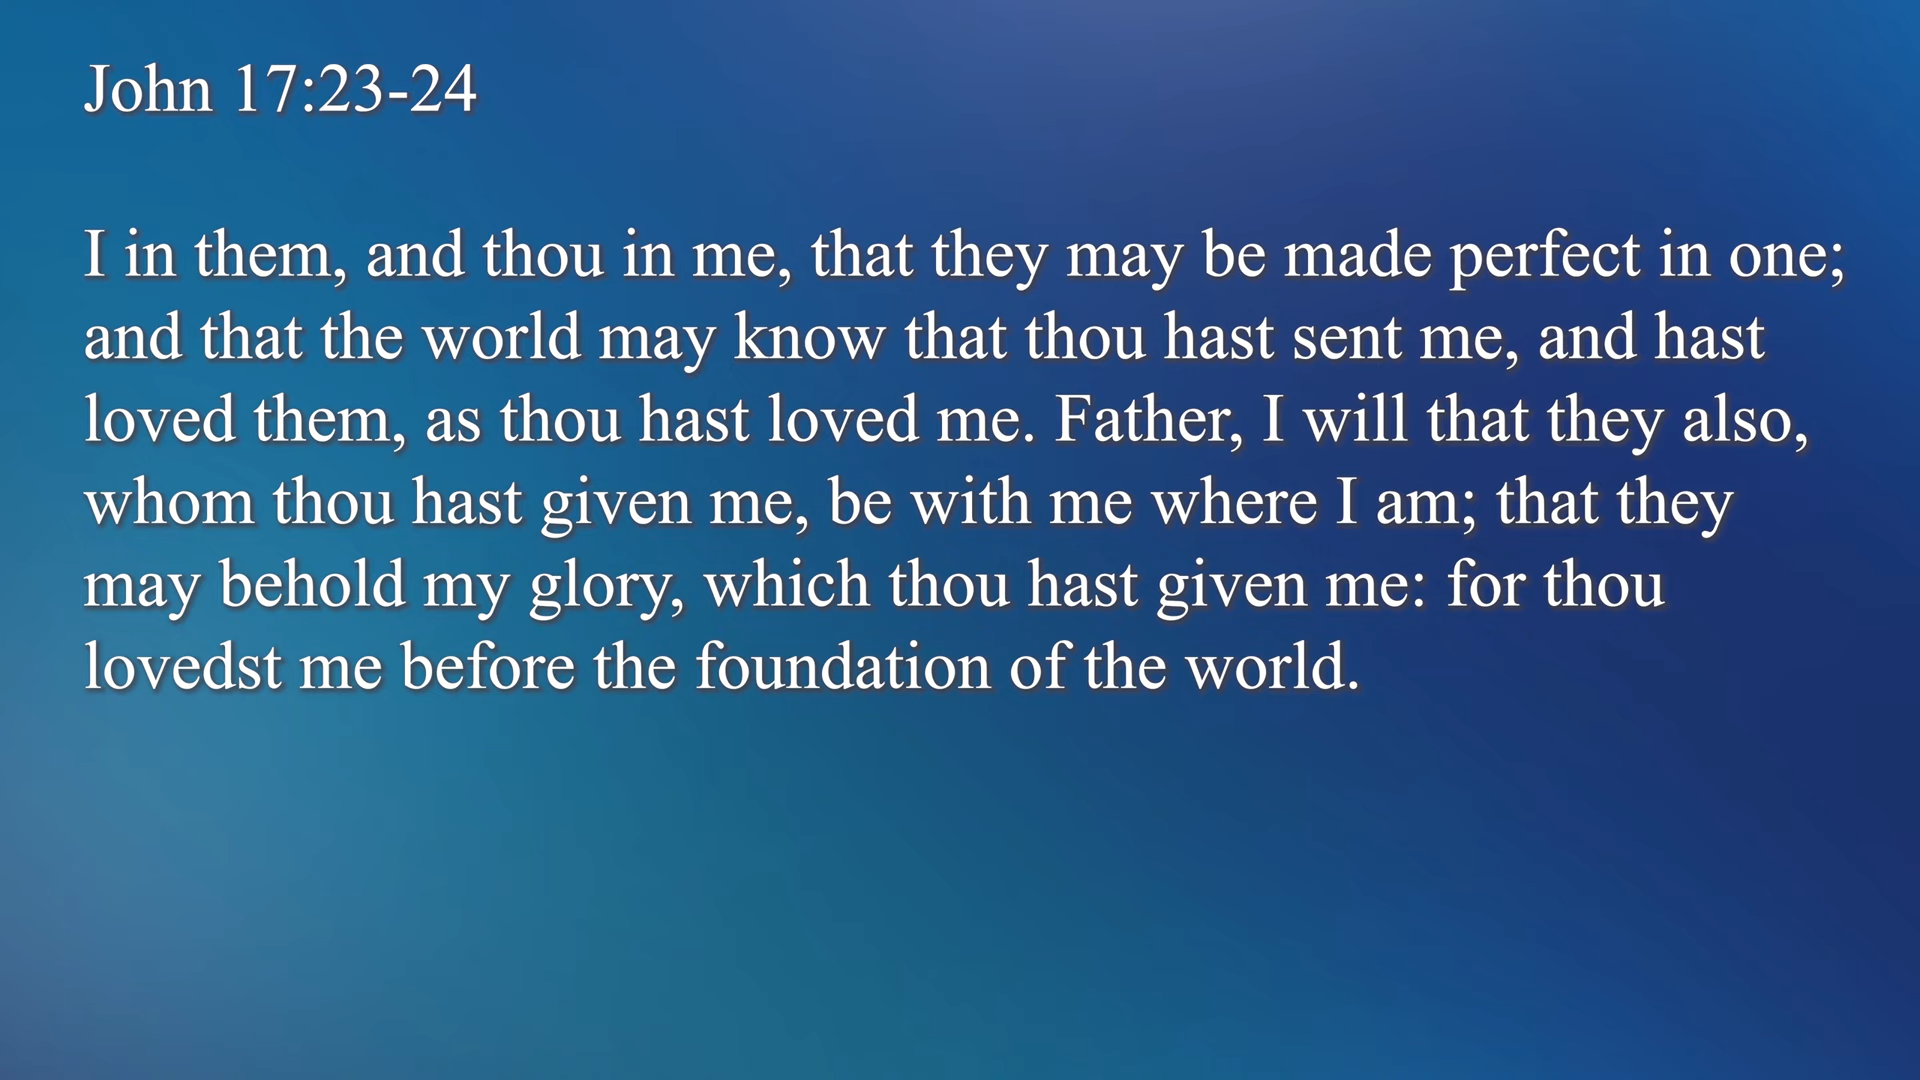 John 17:23-24
I in them, and thou in me, that they may be made perfect in one;
and that the world may know that thou hast sent me, and hast
loved them, as thou hast loved me. Father, I will that they also,
whom thou hast given me, be with me where I am; that they
may behold my glory, which thou hast given me: for thou
lovedst me before the foundation of the world.